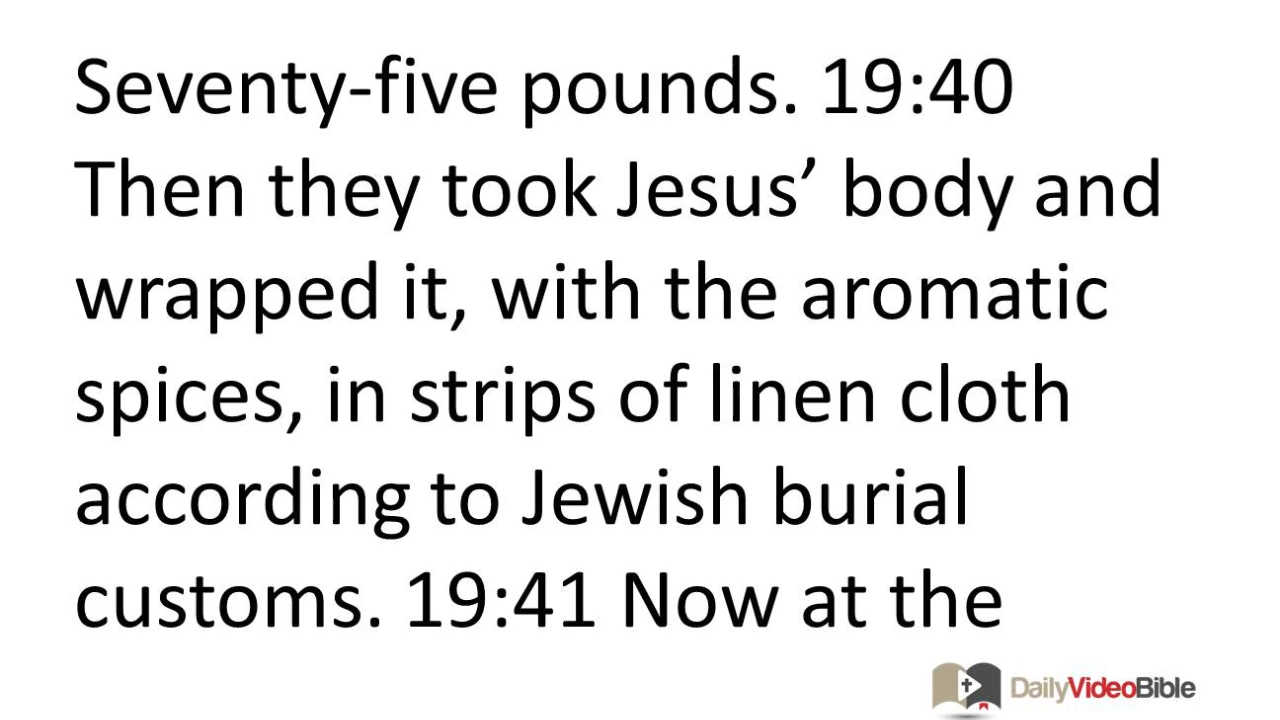 Seventy-five pounds. 19:40
Then they took Jesus’ body and
wrapped it, with the aromatic
spices, in strips of linen cloth
according to Jewish burial
customs. 19:41 Now at the
DailyVideoBible